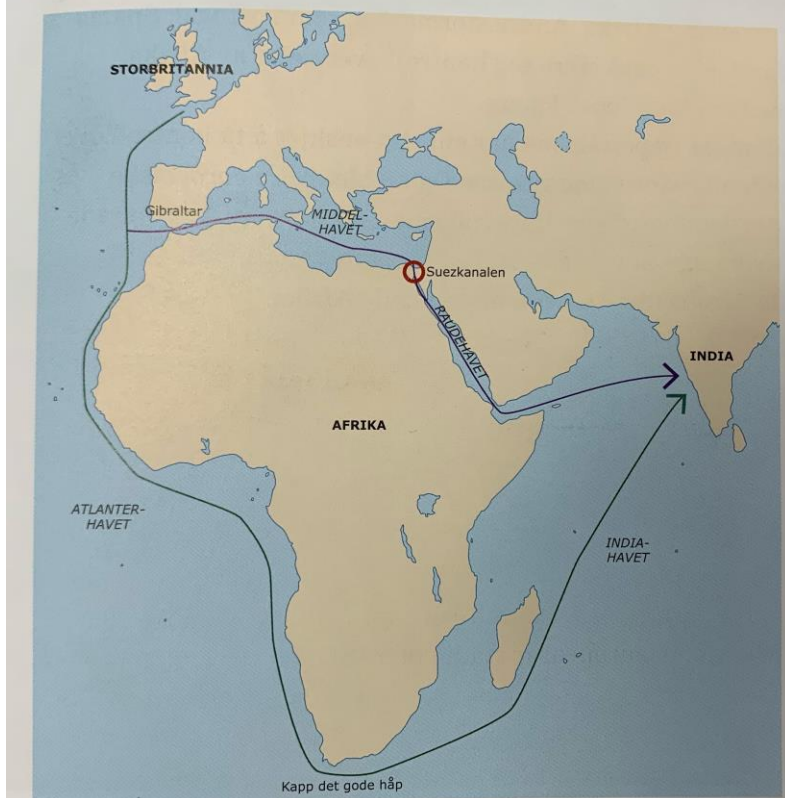 STORBRITANNIA
Gibraltar
MIDDEL-
HAVET
Suezkanalen
RAUDEHAVET
INDIA
AFRIKA
ATLANTER-
HAVET
INDIA-
HAVET
Kapp det gode håp